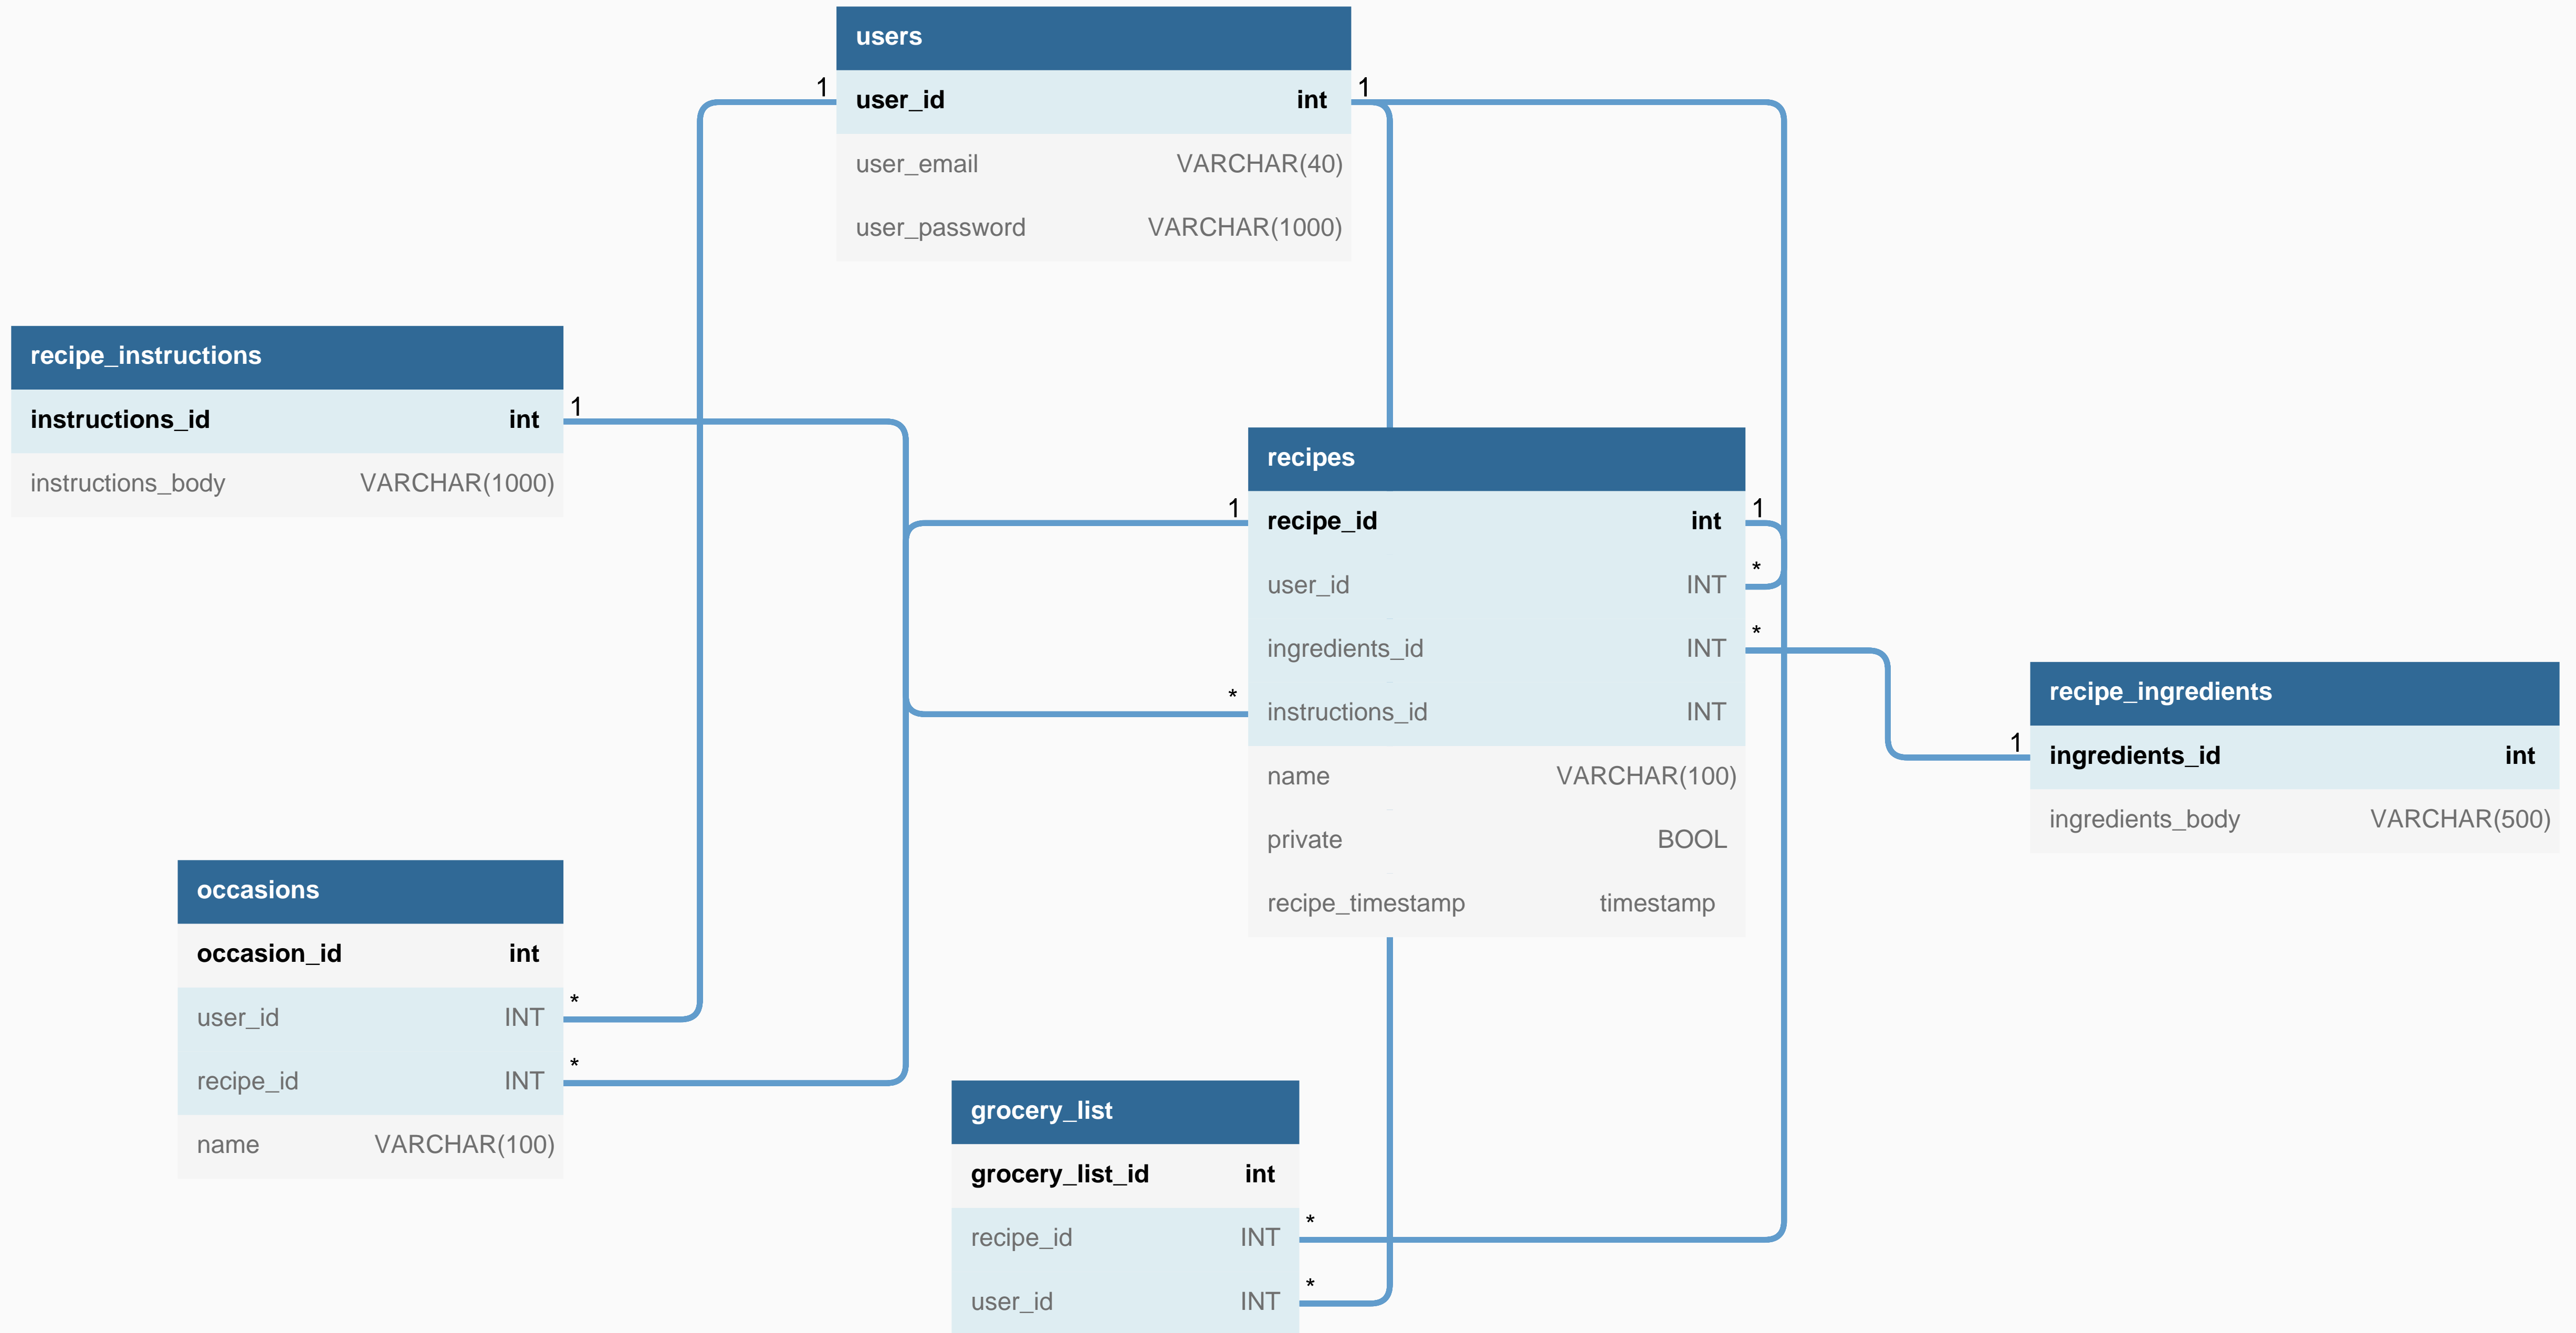 users
1 user_id int 1
user_email VARCHAR(40)
user_password VARCHAR(1000)
recipe_instructions
instructions_id int 1
instructions_body VARCHAR(1000)
recipes
1 recipe_id int 1
user_id INT *
ingredients_id INT *
* instructions_id INT
name VARCHAR(100)
private BOOL
recipe_timestamp timestamp
recipe_ingredients
1 ingredients_id int
ingredients_body VARCHAR(500)
occasions
occasion_id int
user_id INT *
recipe_id INT *
name VARCHAR(100)
grocery_list
grocery_list_id int
recipe_id INT *
user_id INT *